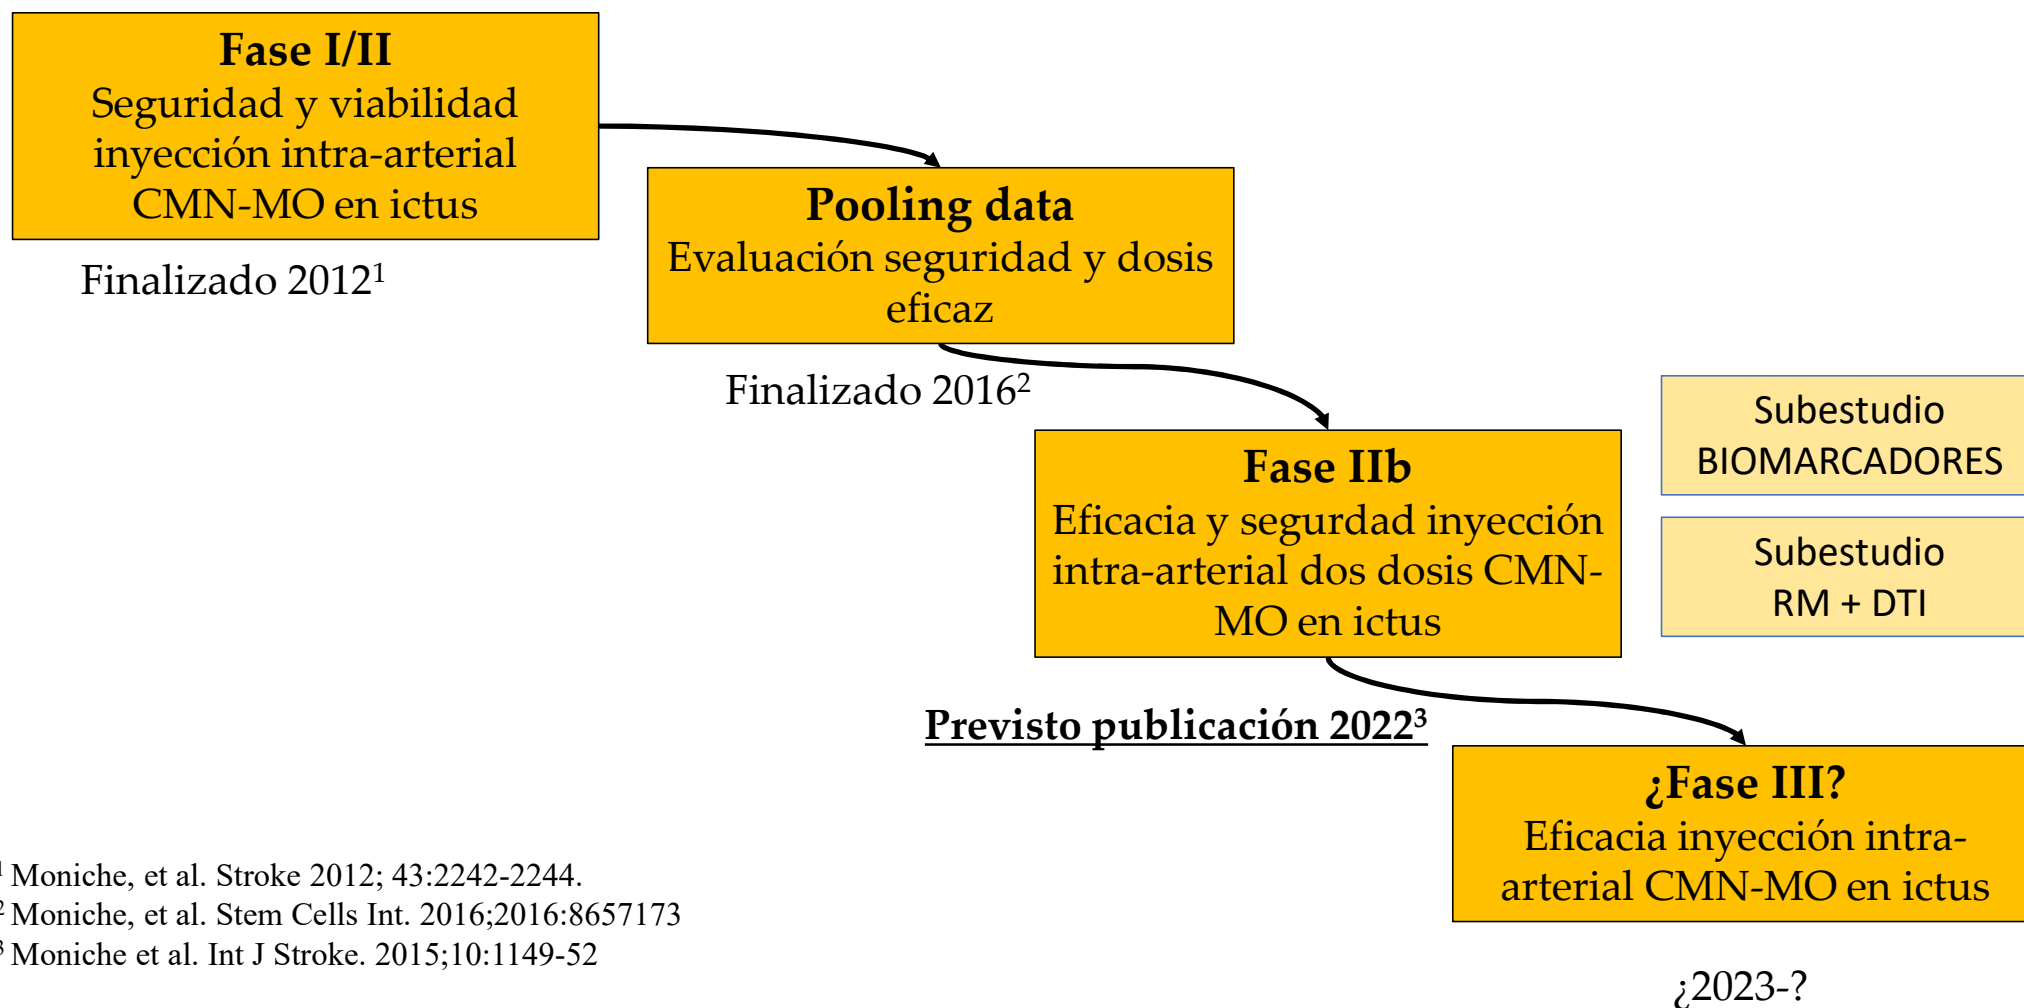 Fase I/II
Seguridad y viabilidad
inyección intra-arterial
CMN-MO en ictus
Finalizado 2012¹
Pooling data
Evaluación seguridad y dosis
eficaz
Finalizado 2016²
Fase IIb
Eficacia y segurdad inyección
intra-arterial dos dosis CMN-
MO en ictus
Subestudio
BIOMARCADORES
Subestudio
RM + DTI
Previsto publicación 2022³
¿Fase III?
Eficacia inyección intra-
arterial CMN-MO en ictus
¿2023-?
¹ Moniche, et al. Stroke 2012; 43:2242-2244.
² Moniche, et al. Stem Cells Int. 2016;2016:8657173
³ Moniche et al. Int J Stroke. 2015;10:1149-52